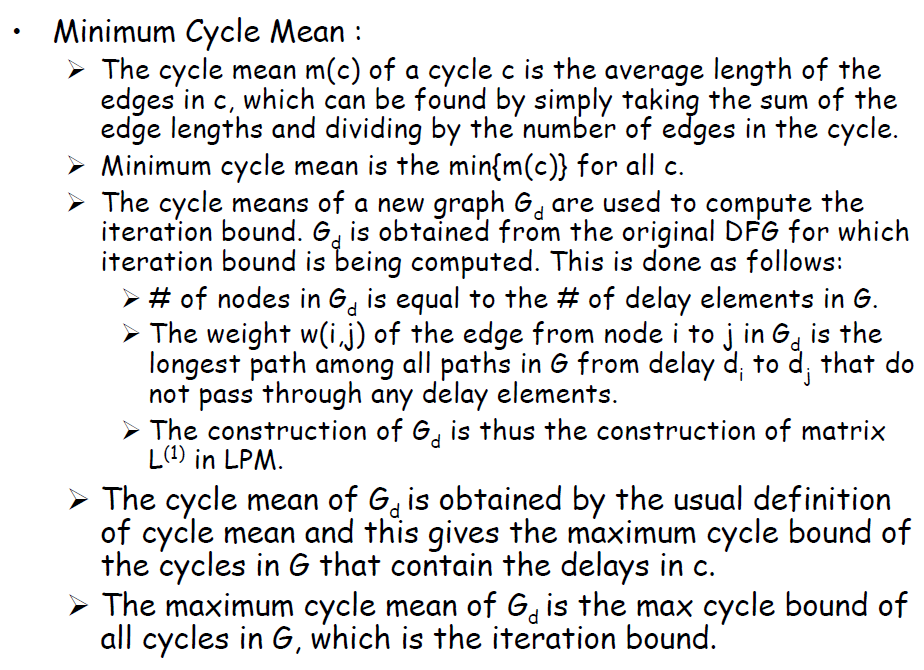 • Minimum Cycle Mean :
➢ The cycle mean m(c) of a cycle c is the average length of the
edges in c, which can be found by simply taking the sum of the
edge lengths and dividing by the number of edges in the cycle.
➢ Minimum cycle mean is the min{m(c)} for all c.
➢ The cycle means of a new graph G_d are used to compute the
iteration bound. G_d is obtained from the original DFG for which
iteration bound is being computed. This is done as follows:
➢ # of nodes in G_d is equal to the # of delay elements in G.
➢ The weight w(i,j) of the edge from node i to j in G_d is the
longest path among all paths in G from delay d_i to d_j that do
not pass through any delay elements.
➢ The construction of G_d is thus the construction of matrix
L^(1) in LPM.
➢ The cycle mean of G_d is obtained by the usual definition
of cycle mean and this gives the maximum cycle bound of
the cycles in G that contain the delays in c.
➢ The maximum cycle mean of G_d is the max cycle bound of
all cycles in G, which is the iteration bound.